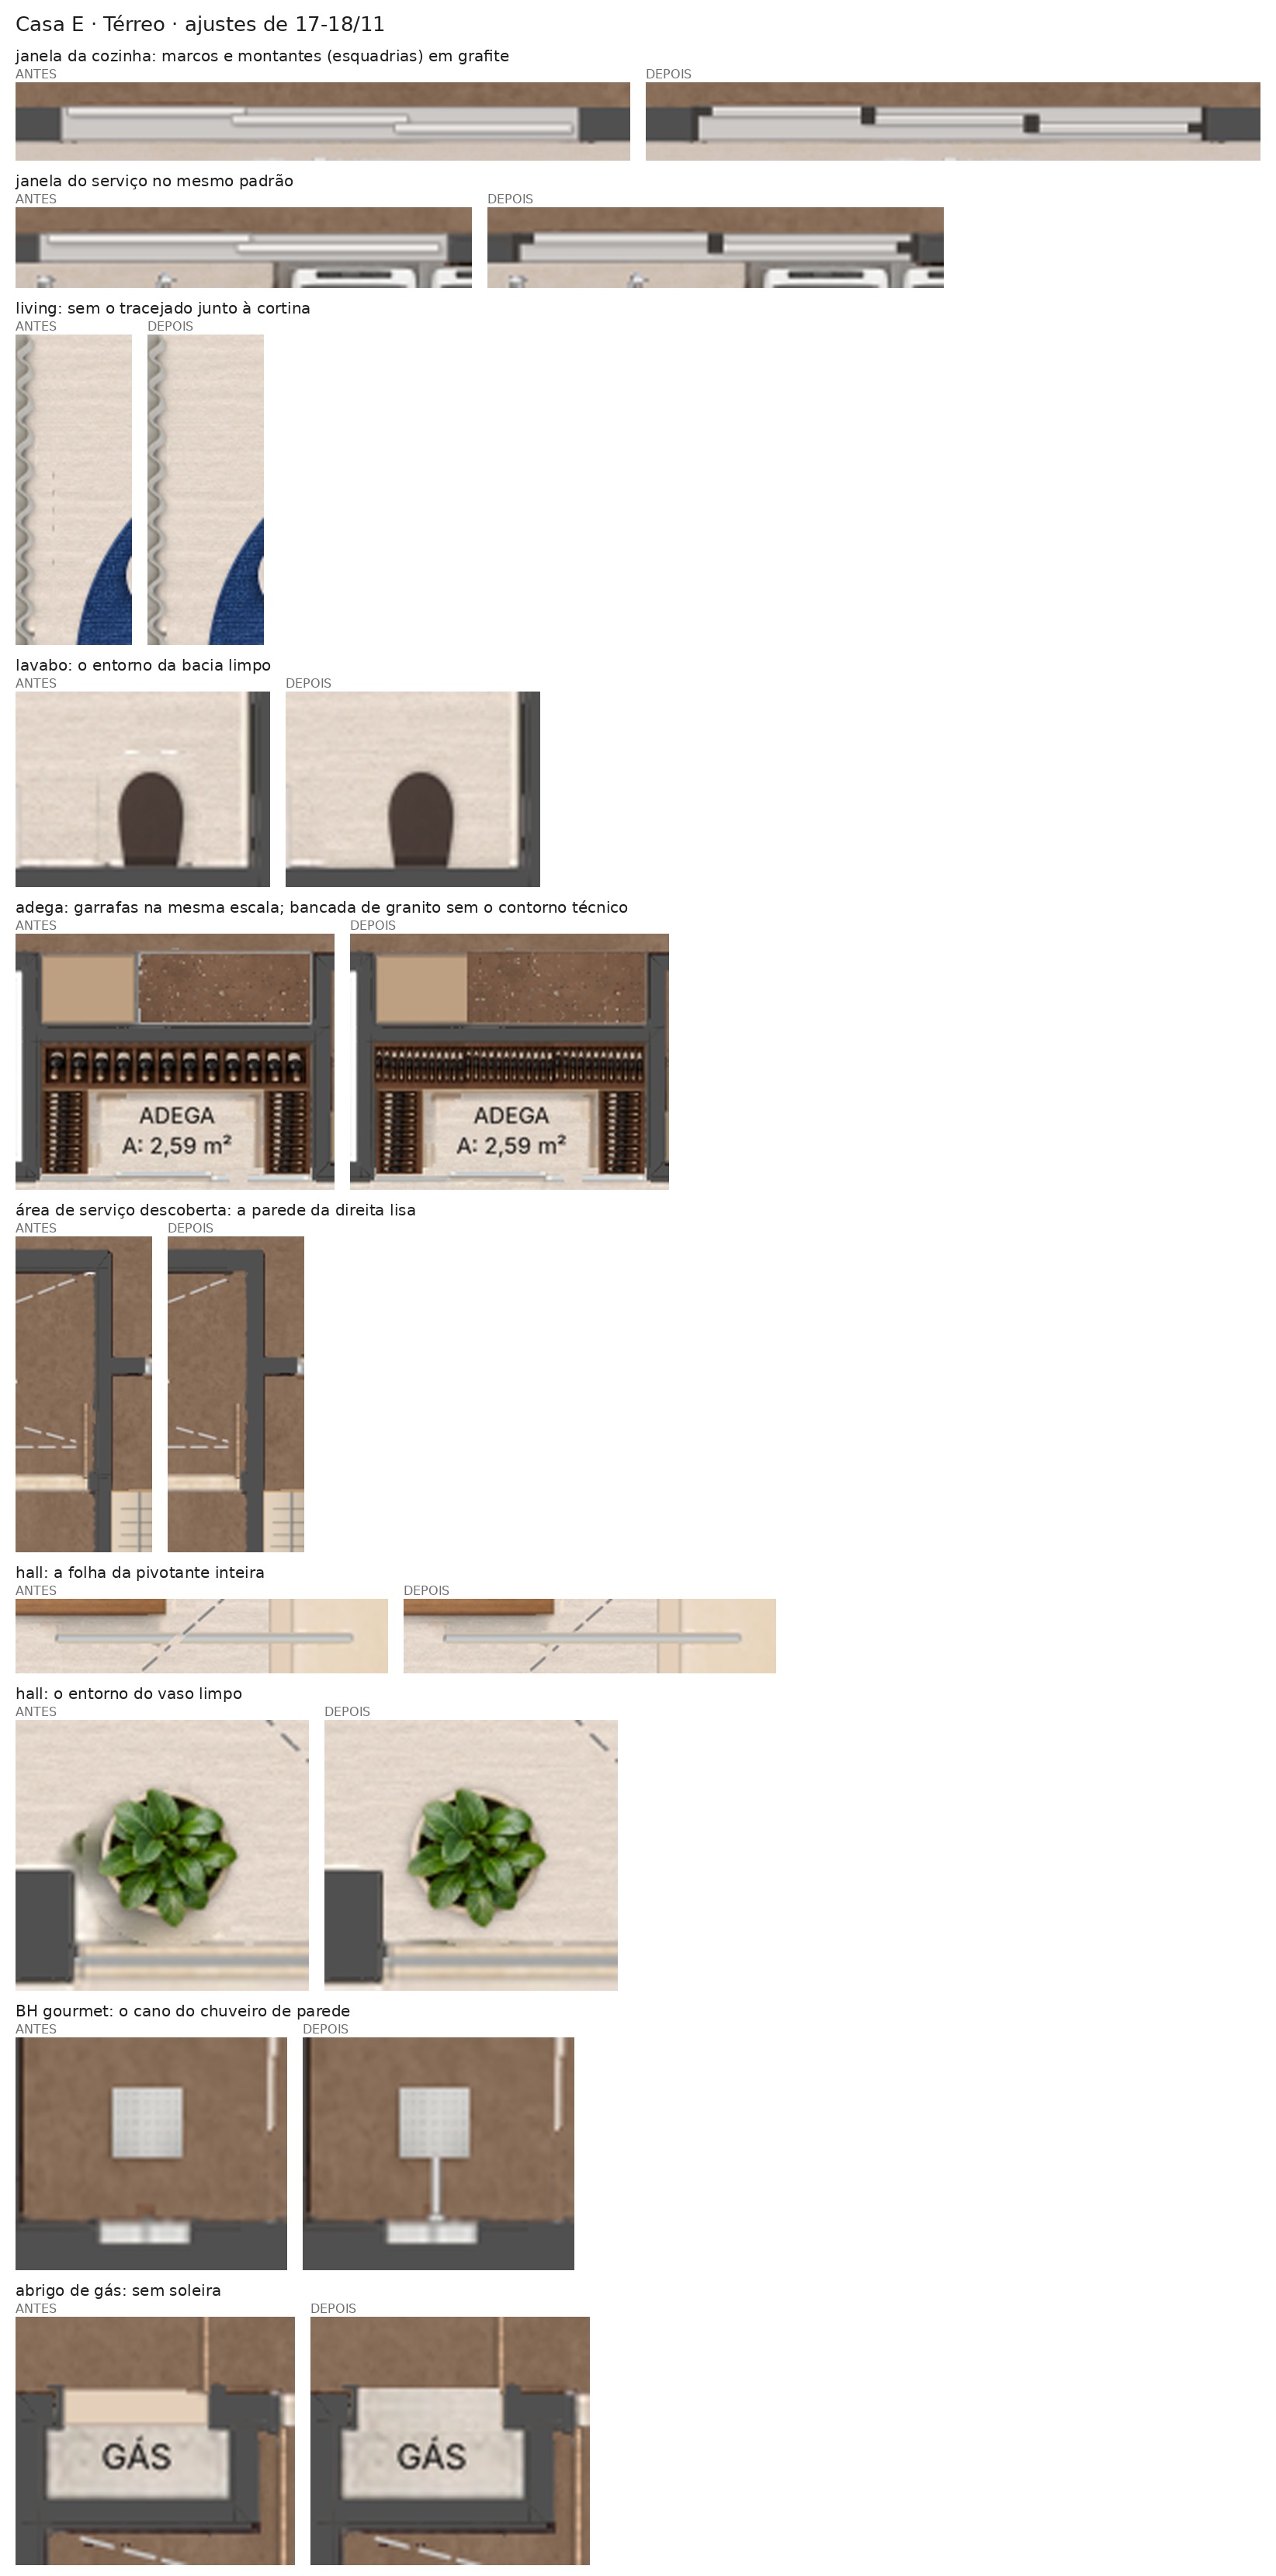 Casa E · Térreo · ajustes de 17-18/11
janela da cozinha: marcos e montantes (esquadrias) em grafite
ANTES
DEPOIS
janela do serviço no mesmo padrão
ANTES
DEPOIS
living: sem o tracejado junto à cortina
ANTES
DEPOIS
lavabo: o entorno da bacia limpo
ANTES
DEPOIS
adega: garrafas na mesma escala; bancada de granito sem o contorno técnico
ANTES
DEPOIS
ADEGA
A: 2,59 m²
ADEGA
A: 2,59 m²
área de serviço descoberta: a parede da direita lisa
ANTES
DEPOIS
hall: a folha da pivotante inteira
ANTES
DEPOIS
hall: o entorno do vaso limpo
ANTES
DEPOIS
BH gourmet: o cano do chuveiro de parede
ANTES
DEPOIS
abrigo de gás: sem soleira
ANTES
DEPOIS
GÁS
GÁS